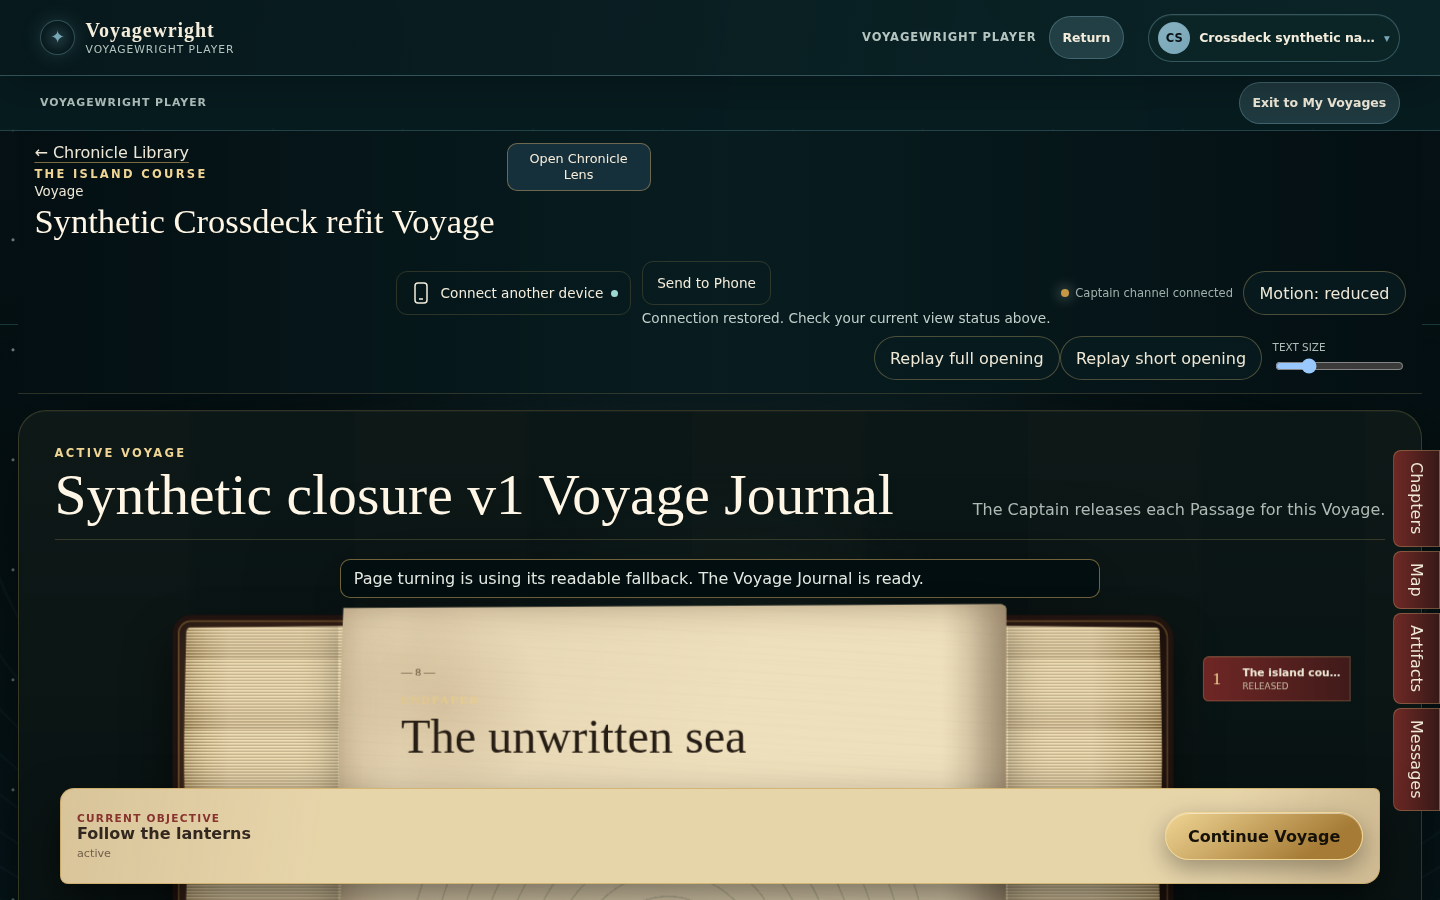 ✦ Voyagewright
VOYAGEWRIGHT PLAYER
VOYAGEWRIGHT PLAYER
Return
CS Crossdeck synthetic na... ▾
VOYAGEWRIGHT PLAYER
Exit to My Voyages
← Chronicle Library
THE ISLAND COURSE
Voyage
Synthetic Crossdeck refit Voyage
Open Chronicle
Lens
Connect another device
Send to Phone
Connection restored. Check your current view status above.
Captain channel connected
Motion: reduced
Replay full opening
Replay short opening
TEXT SIZE
ACTIVE VOYAGE
Synthetic closure v1 Voyage Journal
The Captain releases each Passage for this Voyage.
Page turning is using its readable fallback. The Voyage Journal is ready.
— 8 —
The unwritten sea
1 The island cou...
RELEASED
Chapters
Map
Artifacts
Messages
CURRENT OBJECTIVE
Follow the lanterns
active
Continue Voyage